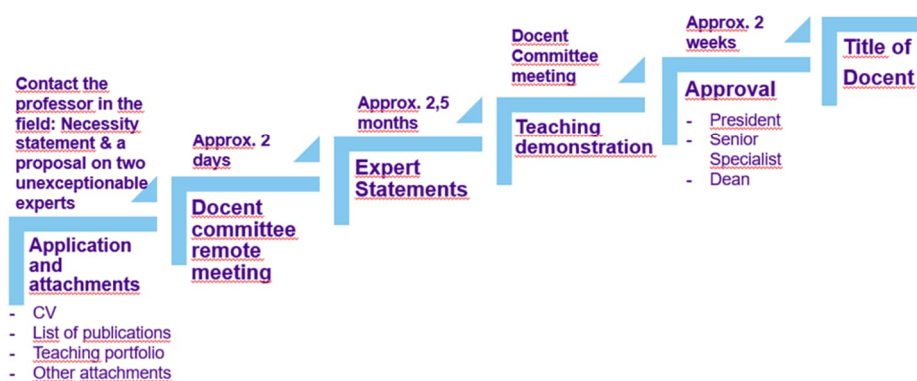 Contact the
professor in the
field: Necessity
statement & a
proposal on two
unexceptionable
experts
Application
and
attachments
- CV
- List of publications
- Teaching portfolio
- Other attachments
Approx. 2
days
Docent
committee
remote
meeting
Approx. 2,5
months
Expert
Statements
Docent
Committee
meeting
Teaching
demonstration
Approx. 2
weeks
Approval
- President
- Senior
Specialist
- Dean
Title of
Docent